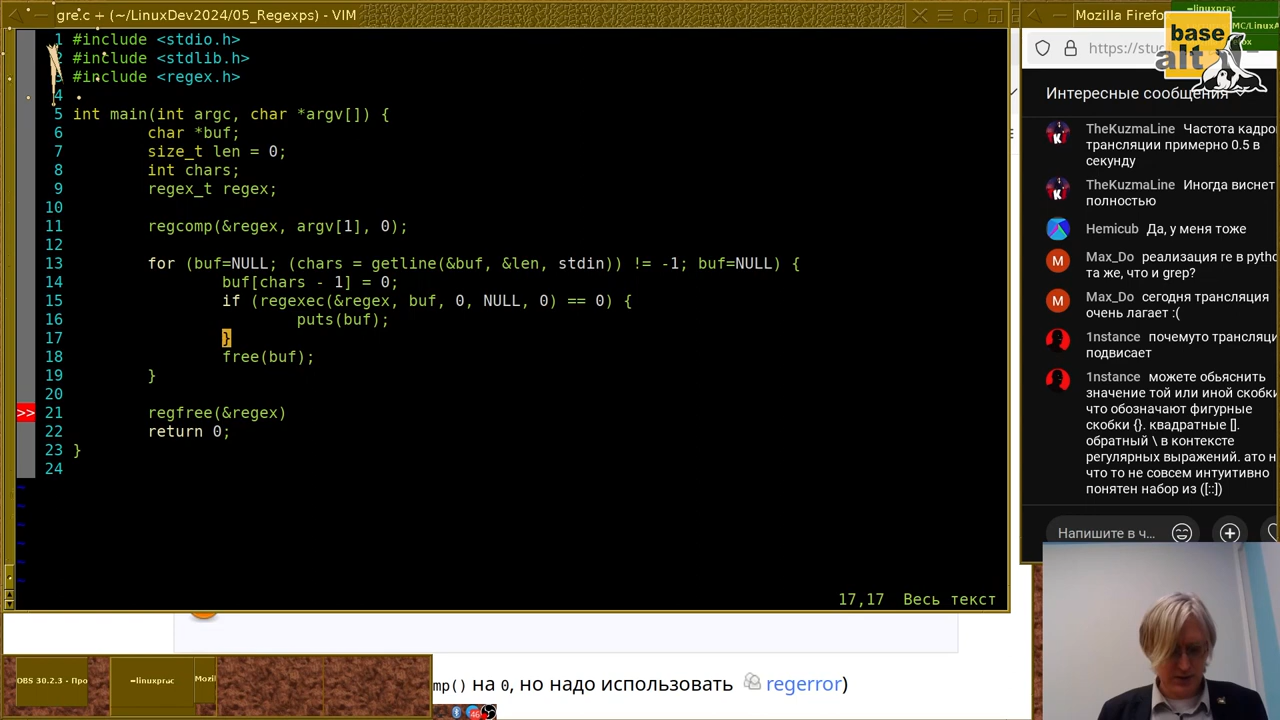 gre.c + (~/LinuxDev2024/05_Regexps) - VIM
1 #include <stdio.h>
2 #include <stdlib.h>
3 #include <regex.h>
4
5 int main(int argc, char *argv[]) {
6 char *buf;
7 size_t len = 0;
8 int chars;
9 regex_t regex;
10
11 regcomp(&regex, argv[1], 0);
12
13 for (buf=NULL; (chars = getline(&buf, &len, stdin)) != -1; buf=NULL) {
14 buf[chars - 1] = 0;
15 if (regexec(&regex, buf, 0, NULL, 0) == 0) {
16 puts(buf);
17 }
18 free(buf);
19 }
20
>> 21 regfree(&regex)
22 return 0;
23 }
24
~
~
~
~
~
~
17,17 Весь текст
Mozilla Firefo
~linuxprac
https://stu
base
alt
Интересные сообщения
TheKuzmaLine Частота кадро
трансляции примерно 0.5 в
секунду
TheKuzmaLine Иногда виснет
полностью
Hemicub Да, у меня тоже
Max_Do реализация re в pyth
та же, что и grep?
Max_Do сегодня трансляция
очень лагает :(
1nstance почемуто трансляци
подвисает
1nstance можете обьяснить
значение той или иной скобки
что обозначают фигурные
скобки {}. квадратные [].
обратный \ в контексте
регулярных выражений. ато н
что то не совсем интуитивно
понятен набор из ([::])
Напишите в ч...
OBS 30.2.3 - Про
~linuxprac
Mozil
mp() на 0, но надо использовать regerror)